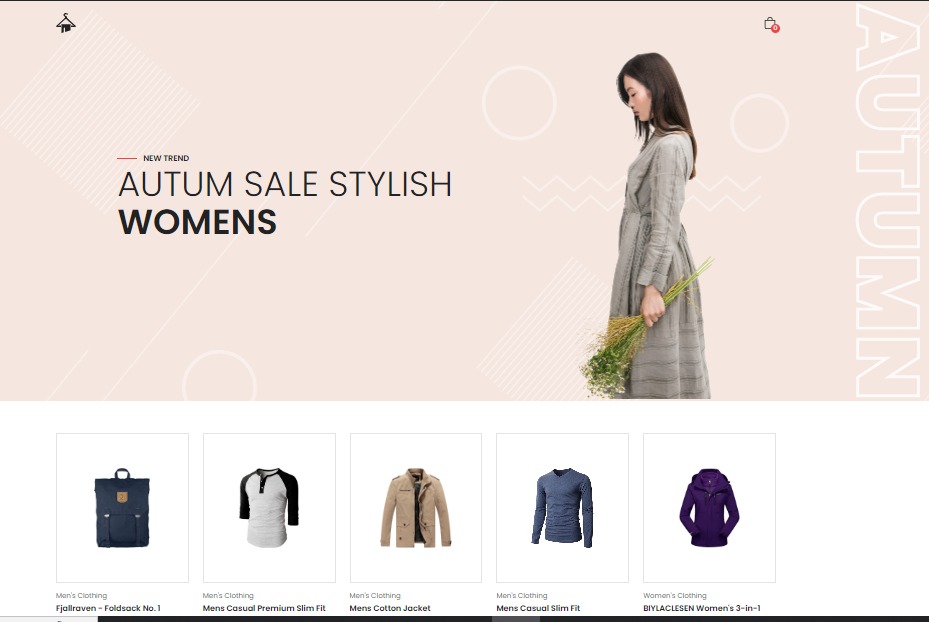 0
AUTUMN
NEW TREND
AUTUM SALE STYLISH
WOMENS
Men's Clothing
Fjallraven - Foldsack No. 1
Men's Clothing
Mens Casual Premium Slim Fit
Men's Clothing
Mens Cotton Jacket
Men's Clothing
Mens Casual Slim Fit
Women's Clothing
BIYLACLESEN Women's 3-in-1